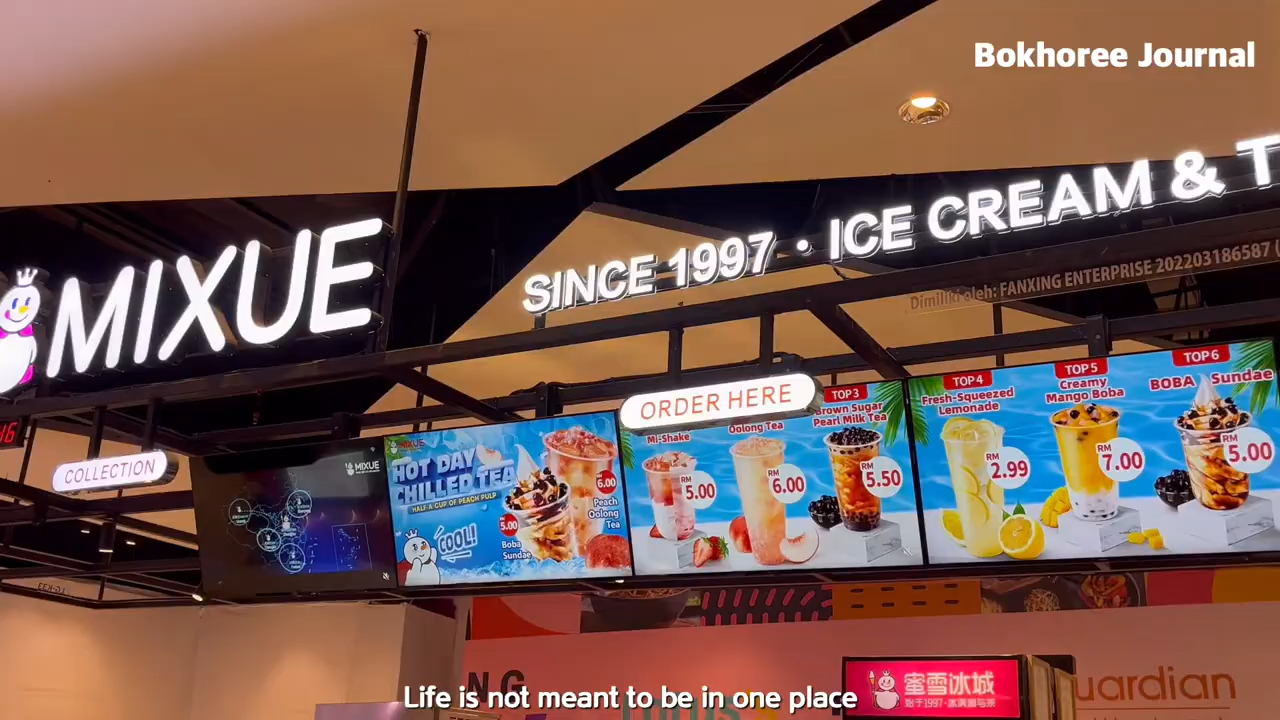 Bokhoree Journal
MIXUE
SINCE 1997 · ICE CREAM & T
Dimiliki oleh: FANXING ENTERPRISE 202203186587
COLLECTION
ORDER HERE
MIXUE
MIXUE
HOT DAY
CHILLED TEA
HALF A CUP OF PEACH PULP
COOL!
5.00
Boba
Sundae
6.00
Peach
Oolong
Tea
Mi-Shake
RM
5.00
Oolong Tea
RM
6.00
TOP3
Brown Sugar
Pearl Milk Tea
RM
5.50
TOP4
Fresh-Squeezed
Lemonade
RM
2.99
TOP5
Creamy
Mango Boba
RM
7.00
TOP6
BOBA Sundae
RM
5.00
NG
uardian
蜜雪冰城
Life is not meant to be in one place